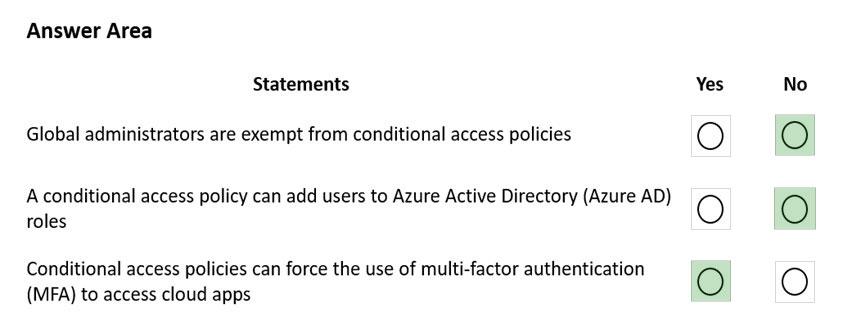 Answer Area
Statements Yes No
Global administrators are exempt from conditional access policies
A conditional access policy can add users to Azure Active Directory (Azure AD)
roles
Conditional access policies can force the use of multi-factor authentication
(MFA) to access cloud apps